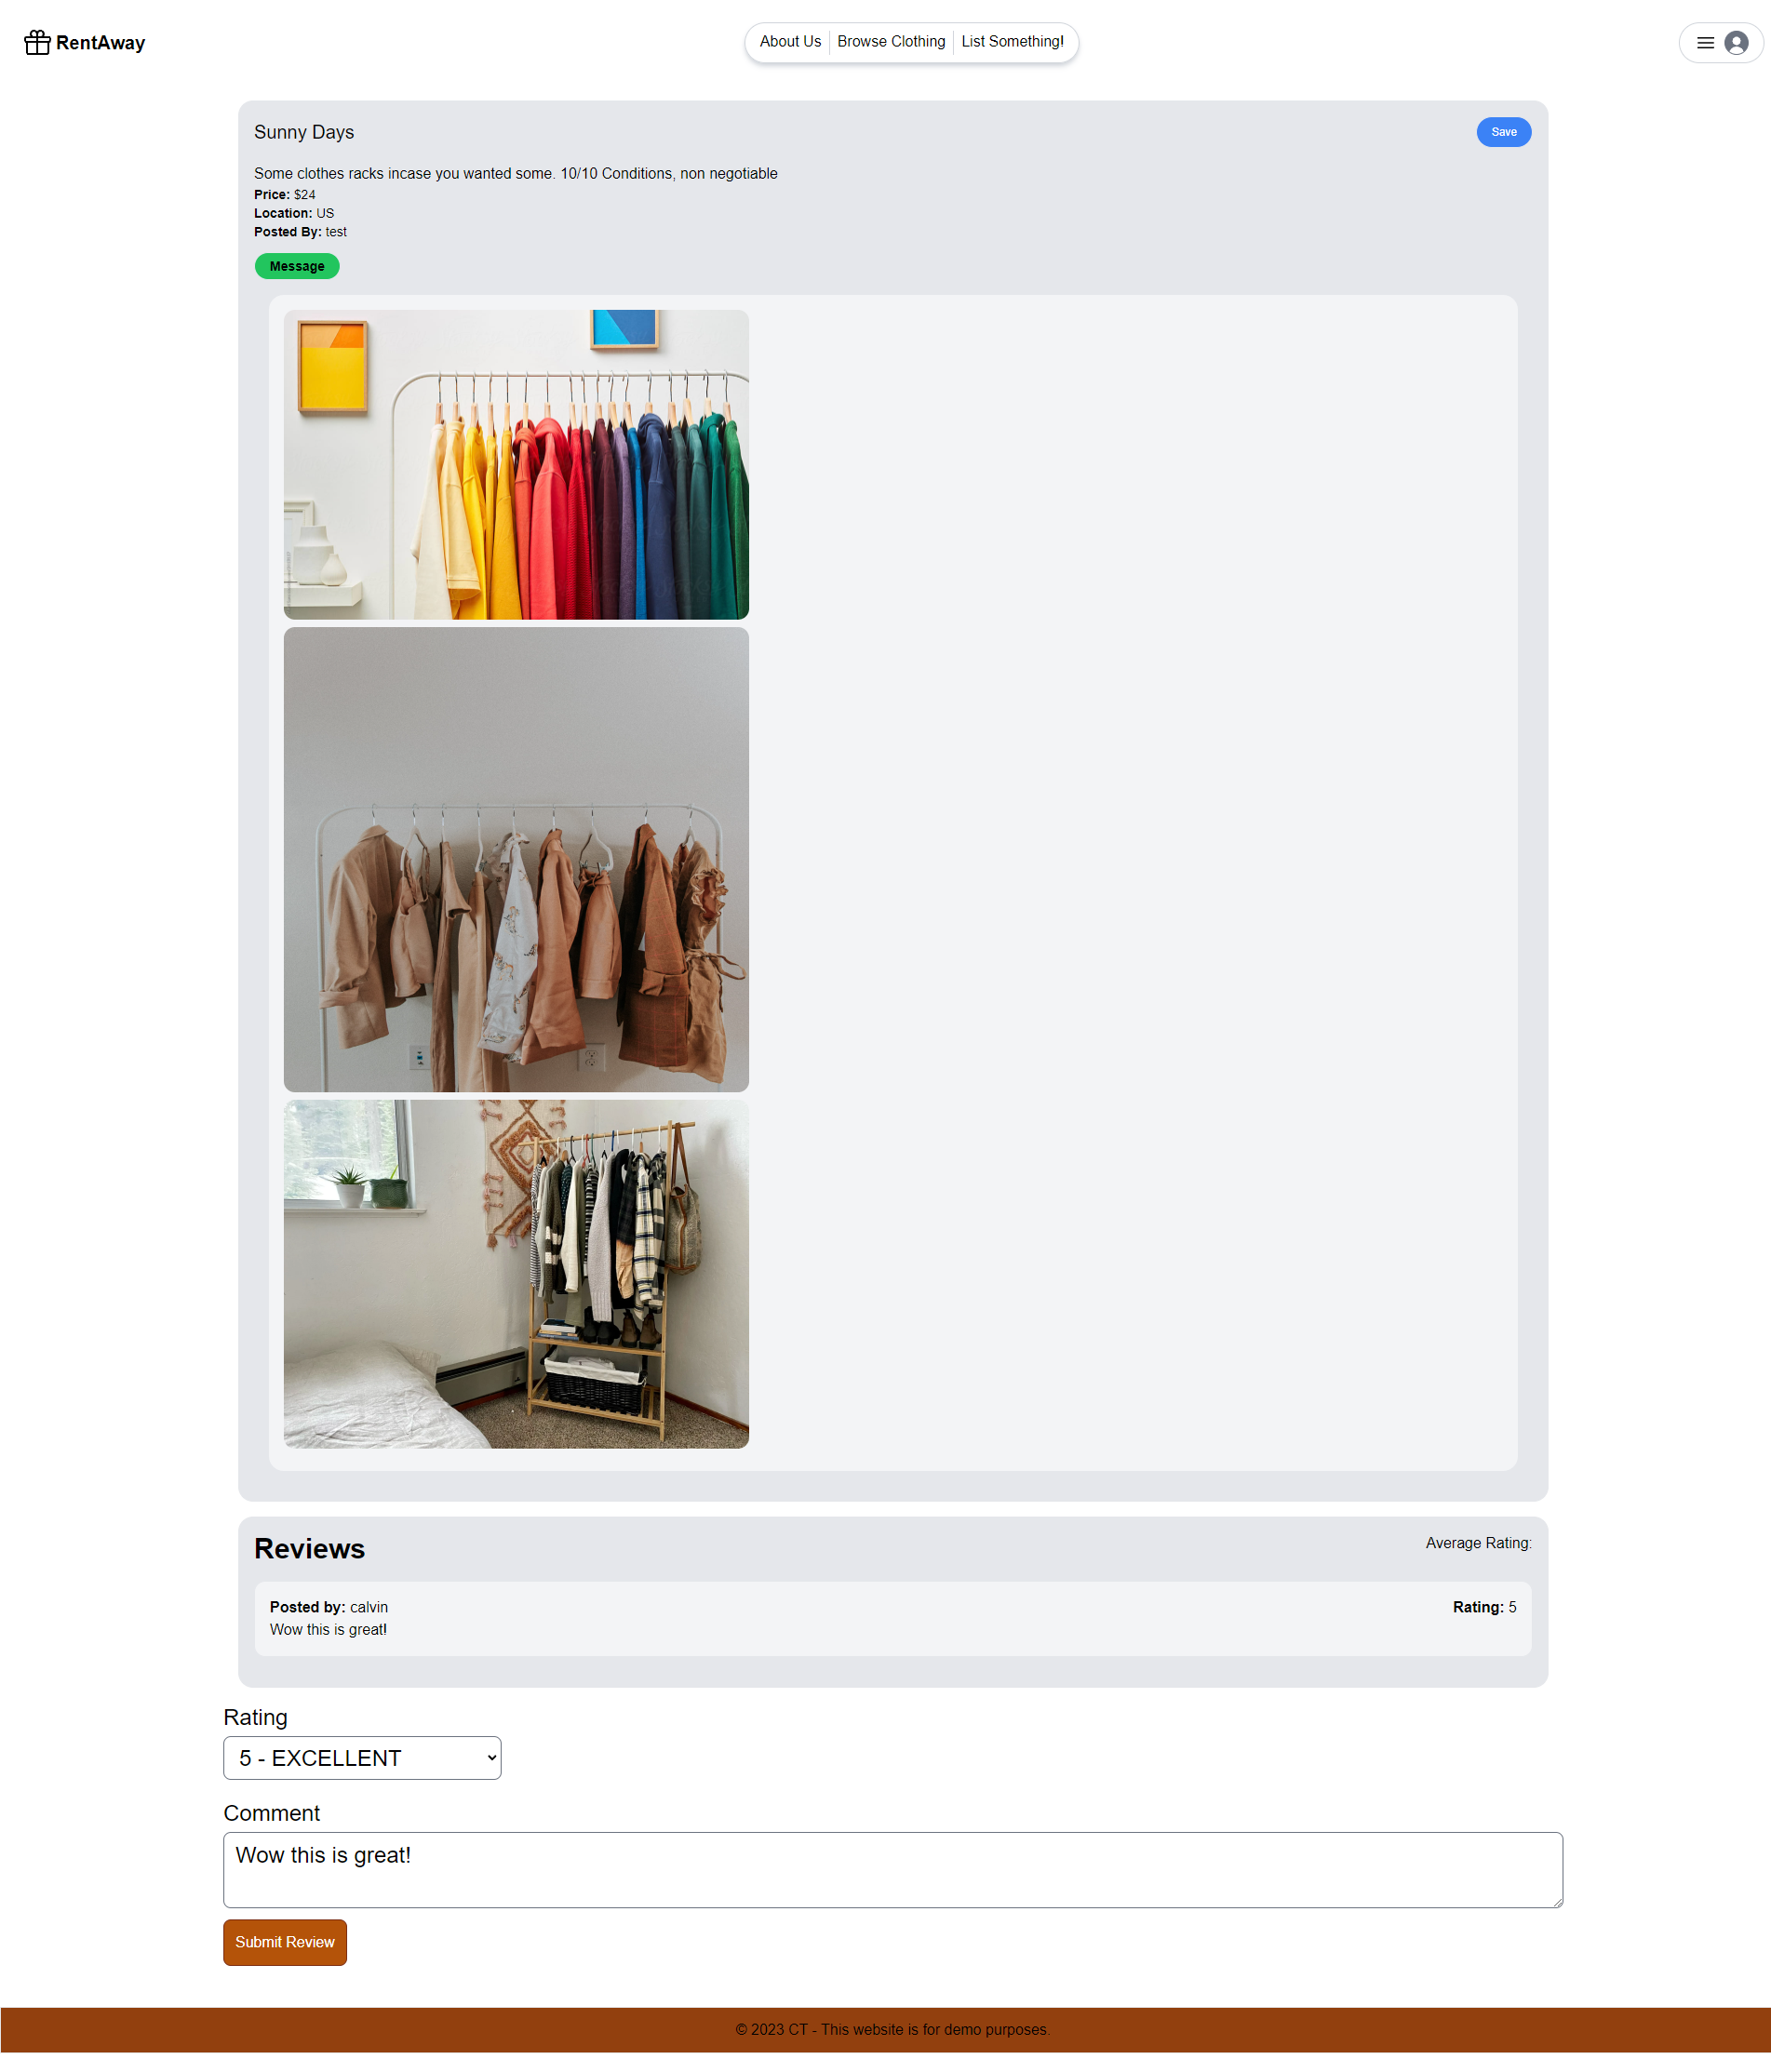 RentAway
About Us
Browse Clothing
List Something!
Sunny Days
Save
Some clothes racks incase you wanted some. 10/10 Conditions, non negotiable
Price: $24
Location: US
Posted By: test
Message
Reviews
Average Rating:
Posted by: calvin
Rating: 5
Wow this is great!
Rating
5 - EXCELLENT
Comment
Wow this is great!
Submit Review
© 2023 CT - This website is for demo purposes.